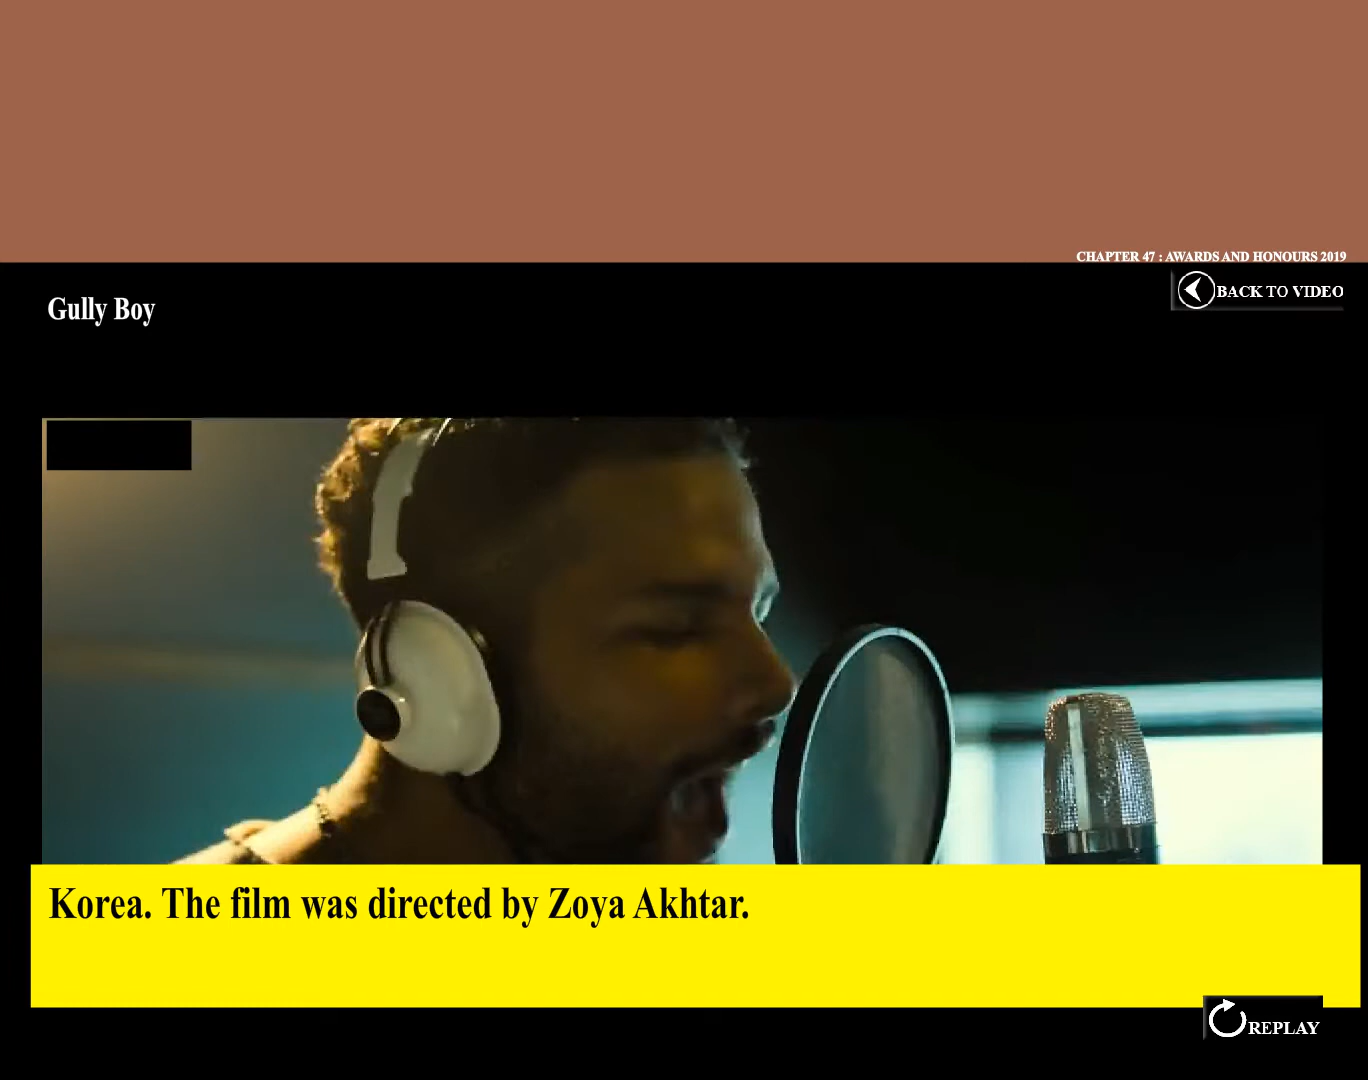 CHAPTER 47 : AWARDS AND HONOURS 2019
BACK TO VIDEO
Gully Boy
Korea. The film was directed by Zoya Akhtar.
REPLAY